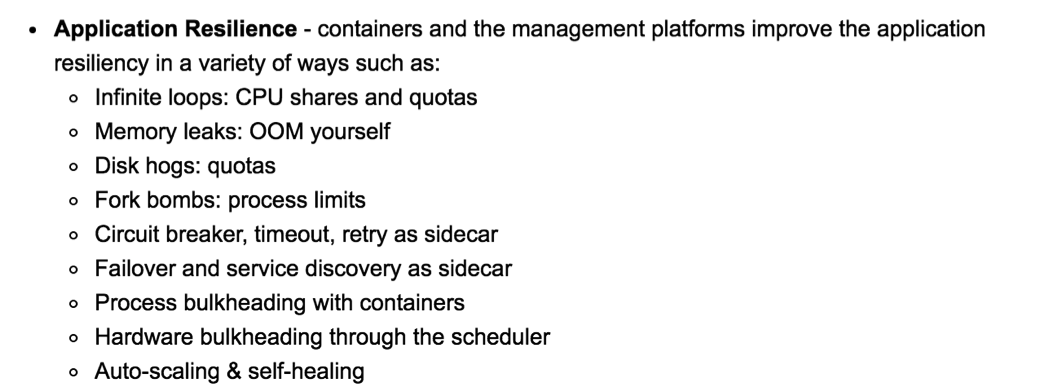 • Application Resilience - containers and the management platforms improve the application
resiliency in a variety of ways such as:
◦ Infinite loops: CPU shares and quotas
◦ Memory leaks: OOM yourself
◦ Disk hogs: quotas
◦ Fork bombs: process limits
◦ Circuit breaker, timeout, retry as sidecar
◦ Failover and service discovery as sidecar
◦ Process bulkheading with containers
◦ Hardware bulkheading through the scheduler
◦ Auto-scaling & self-healing